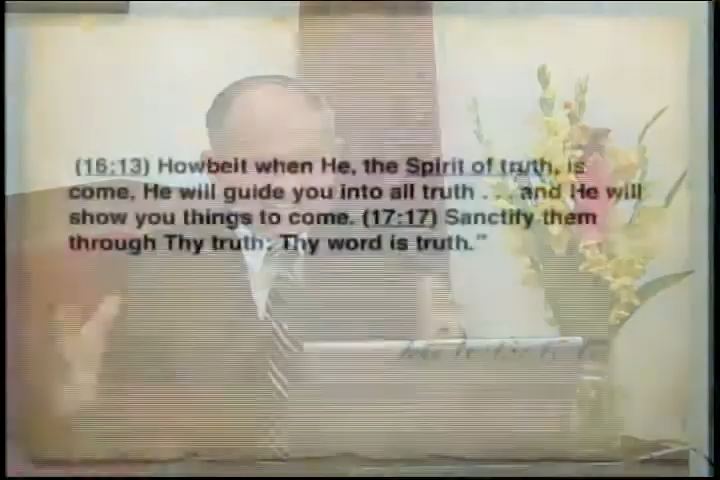 (16:13) Howbeit when He, the Spirit of truth, is
come, He will guide you into all truth . . . and He will
show you things to come. (17:17) Sanctify them
through Thy truth: Thy word is truth."